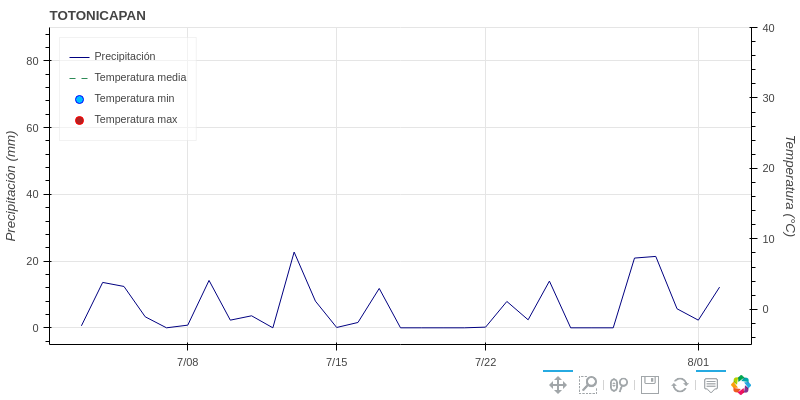 TOTONICAPAN
Precipitación
Temperatura media
Temperatura min
Temperatura max
Precipitación (mm)
80
60
40
20
0
Temperatura (°C)
40
30
20
10
0
7/08 7/15 7/22 8/01